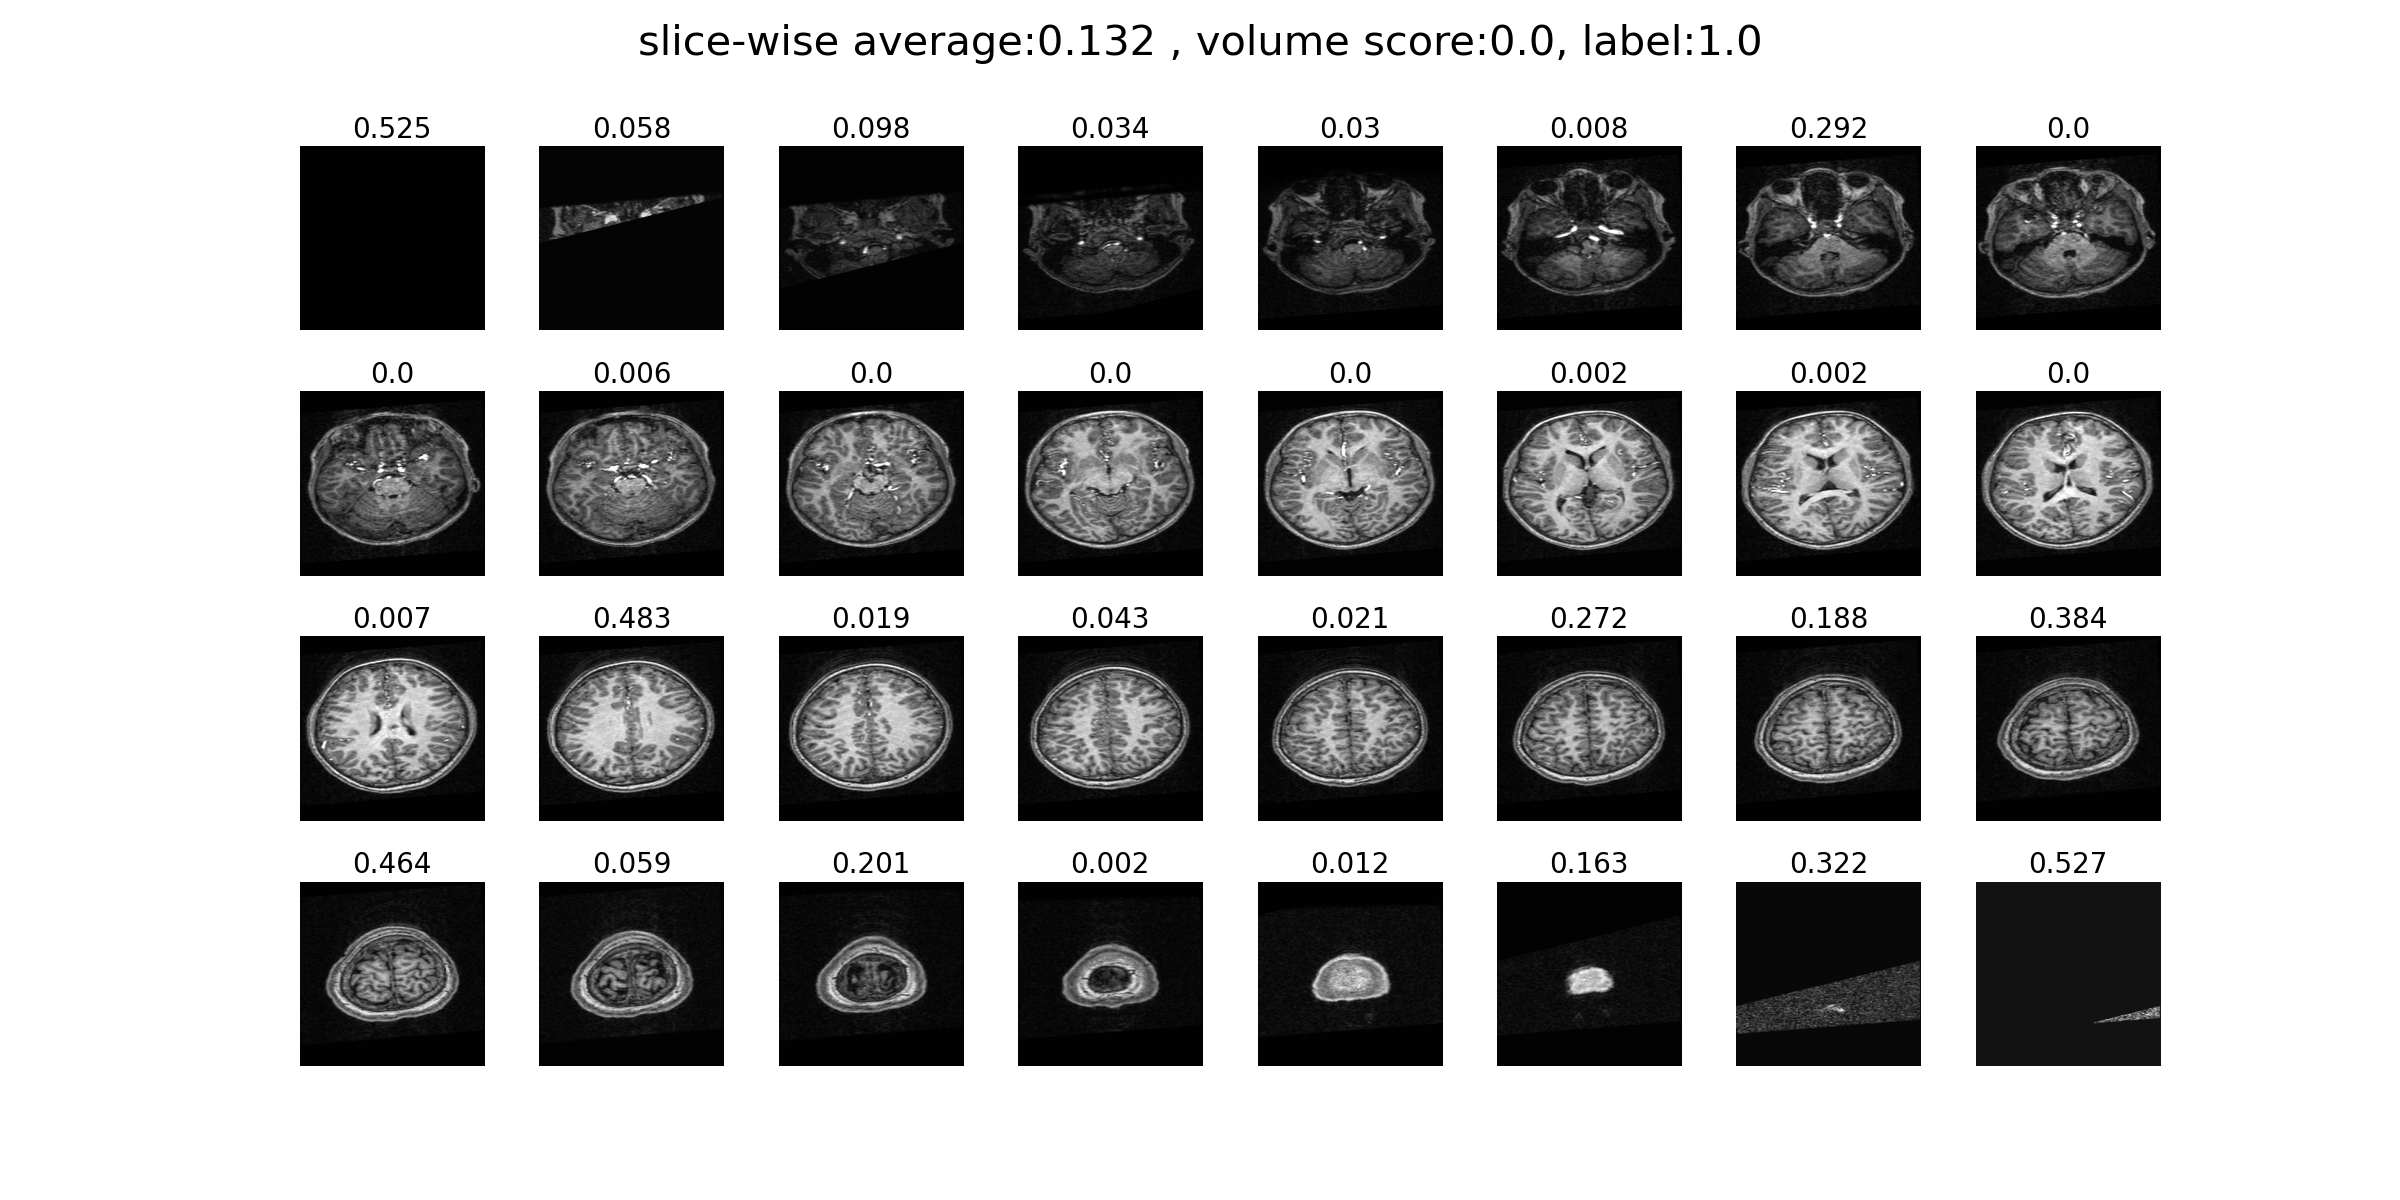 slice-wise average:0.132 , volume score:0.0, label:1.0
0.525 0.058 0.098 0.034 0.03 0.008 0.292 0.0
0.0 0.006 0.0 0.0 0.0 0.002 0.002 0.0
0.007 0.483 0.019 0.043 0.021 0.272 0.188 0.384
0.464 0.059 0.201 0.002 0.012 0.163 0.322 0.527